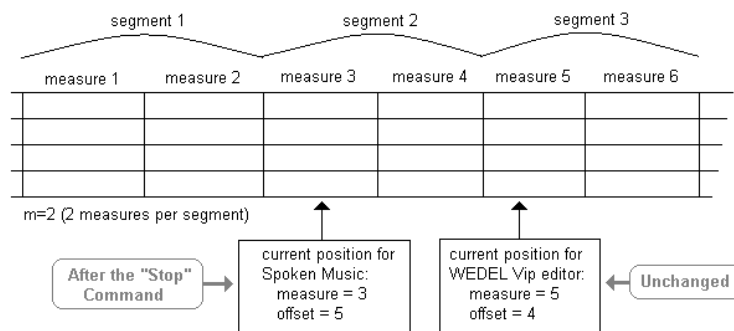 segment 1 segment 2 segment 3
measure 1 measure 2 measure 3 measure 4 measure 5 measure 6
m=2 (2 measures per segment)
After the "Stop"
Command
current position for
Spoken Music:
measure = 3
offset = 5
current position for
WEDEL Vip editor:
measure = 5
offset = 4
Unchanged